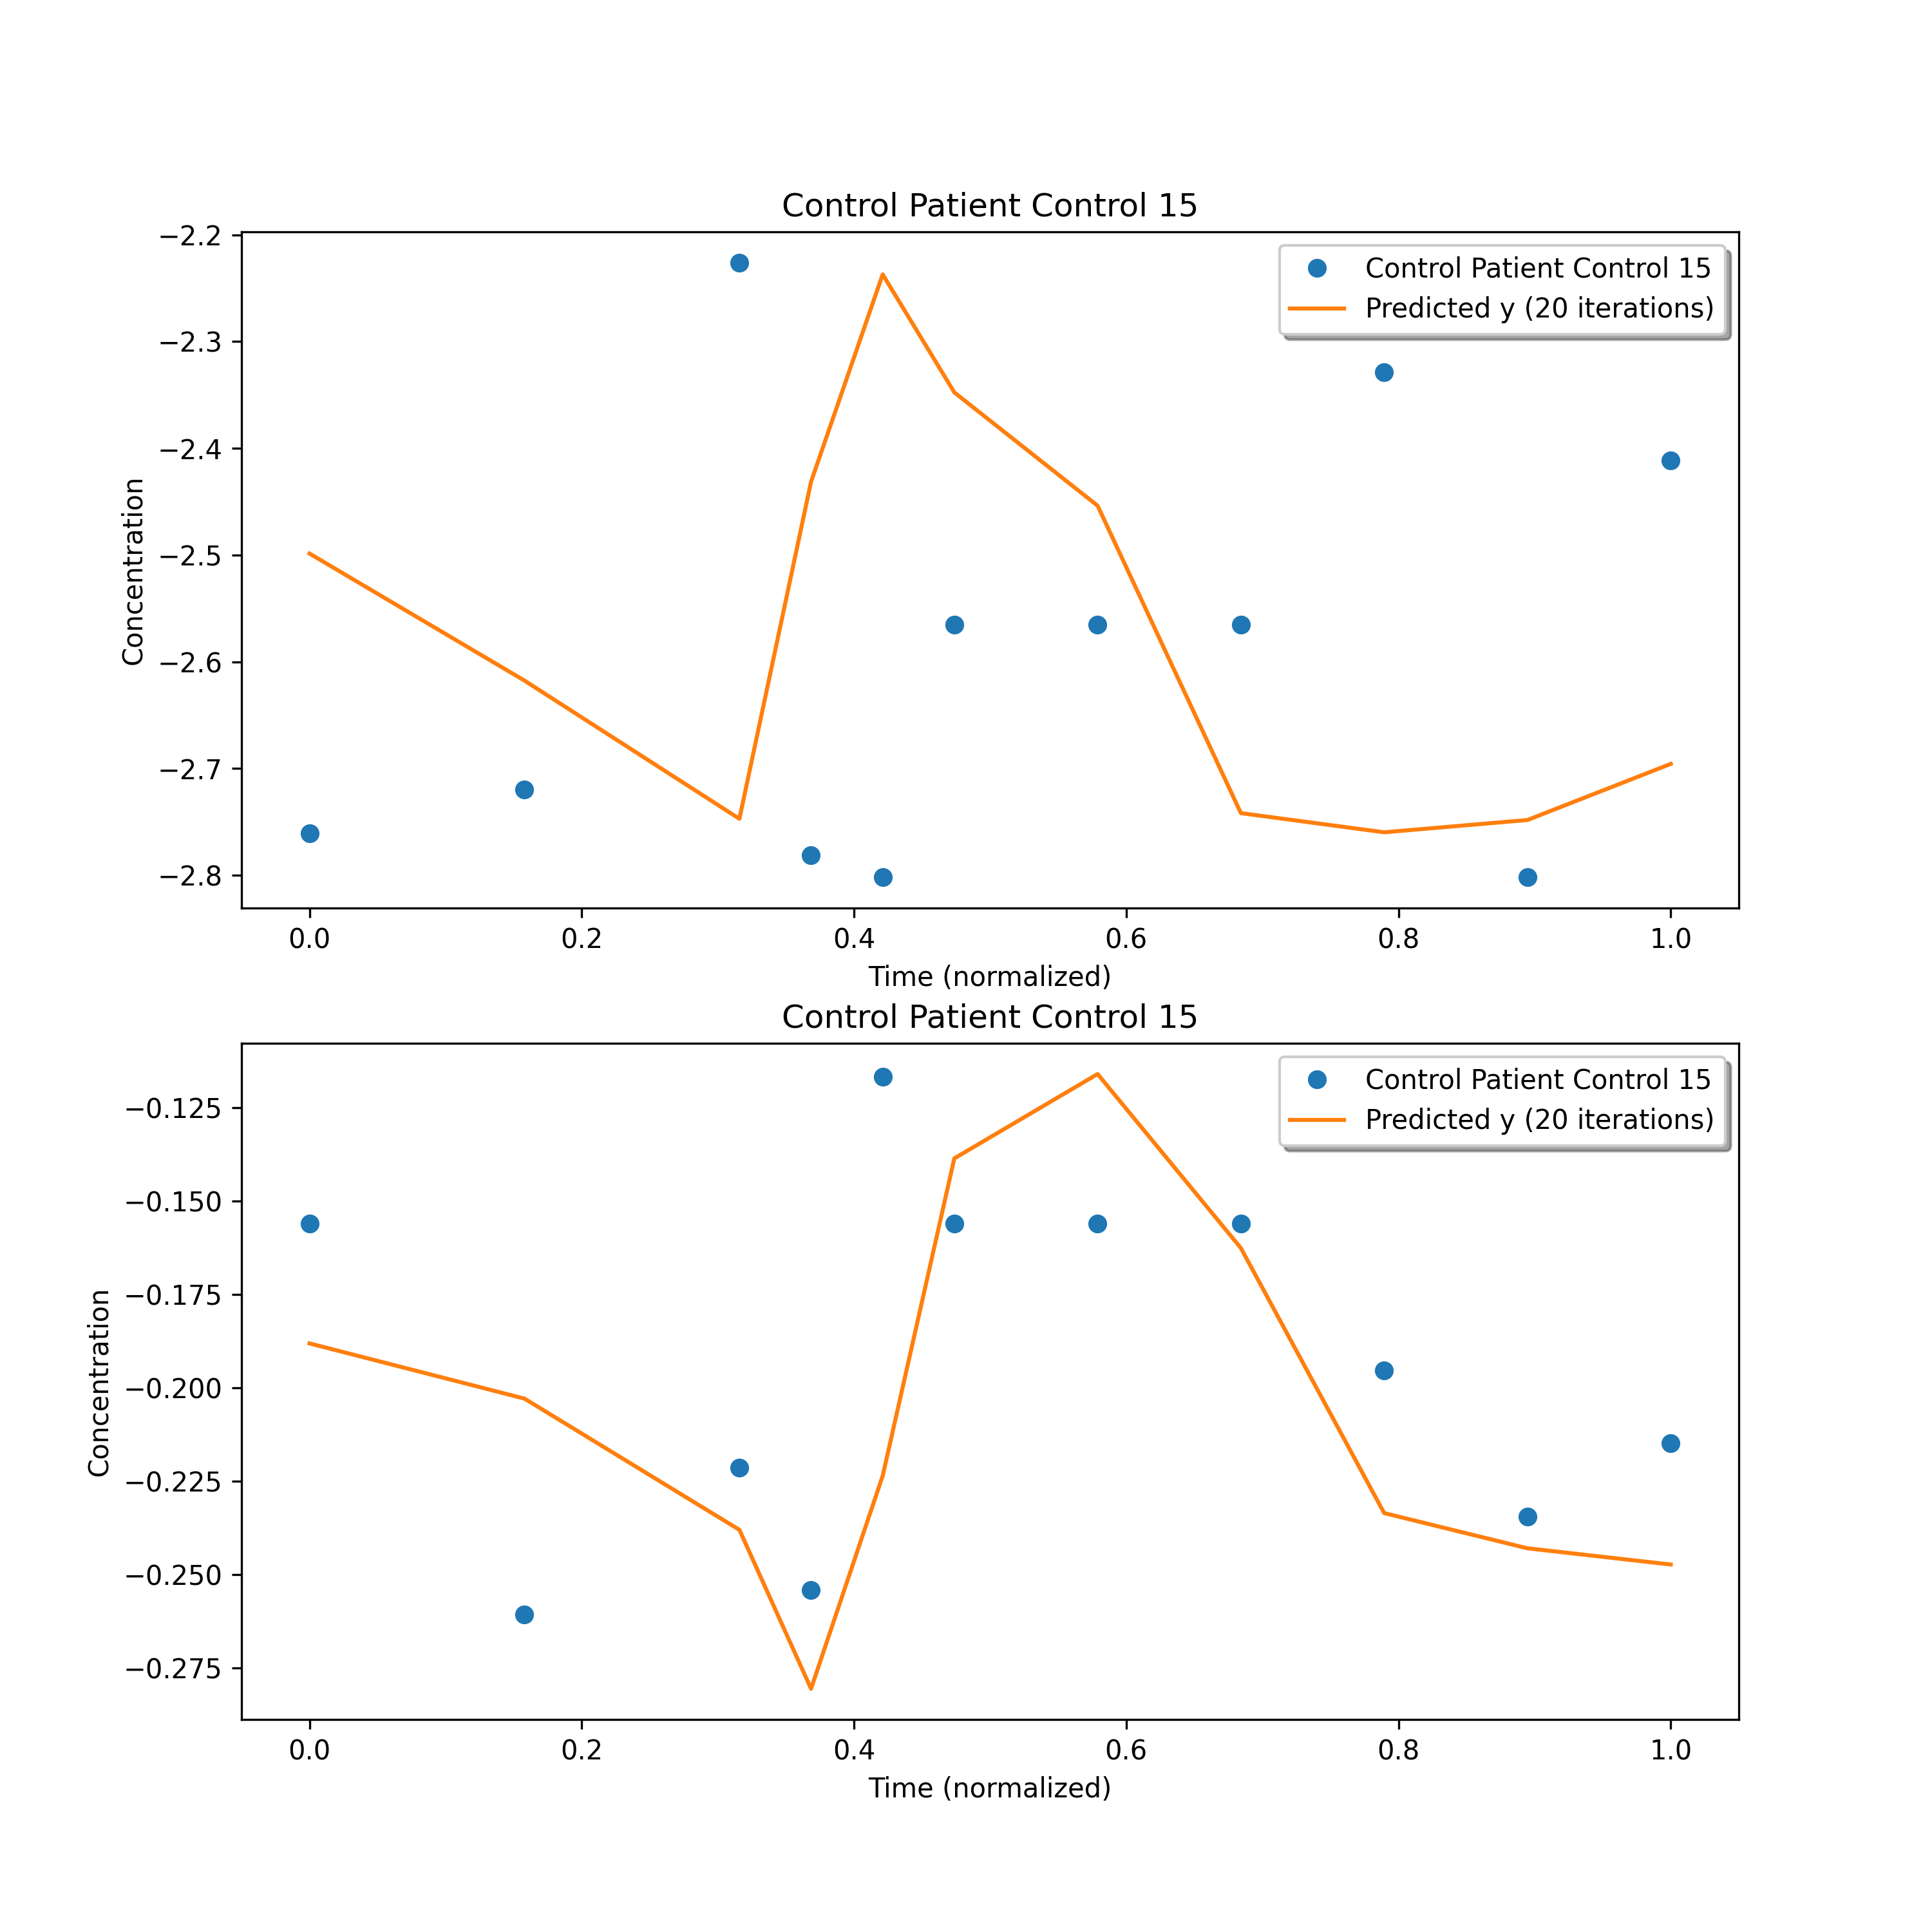 Control Patient Control 15
−2.2
−2.3
−2.4
−2.5
−2.6
−2.7
−2.8
Concentration
Control Patient Control 15
Predicted y (20 iterations)
0.0 0.2 0.4 0.6 0.8 1.0
Time (normalized)
Control Patient Control 15
−0.125
−0.150
−0.175
−0.200
−0.225
−0.250
−0.275
Concentration
Control Patient Control 15
Predicted y (20 iterations)
0.0 0.2 0.4 0.6 0.8 1.0
Time (normalized)